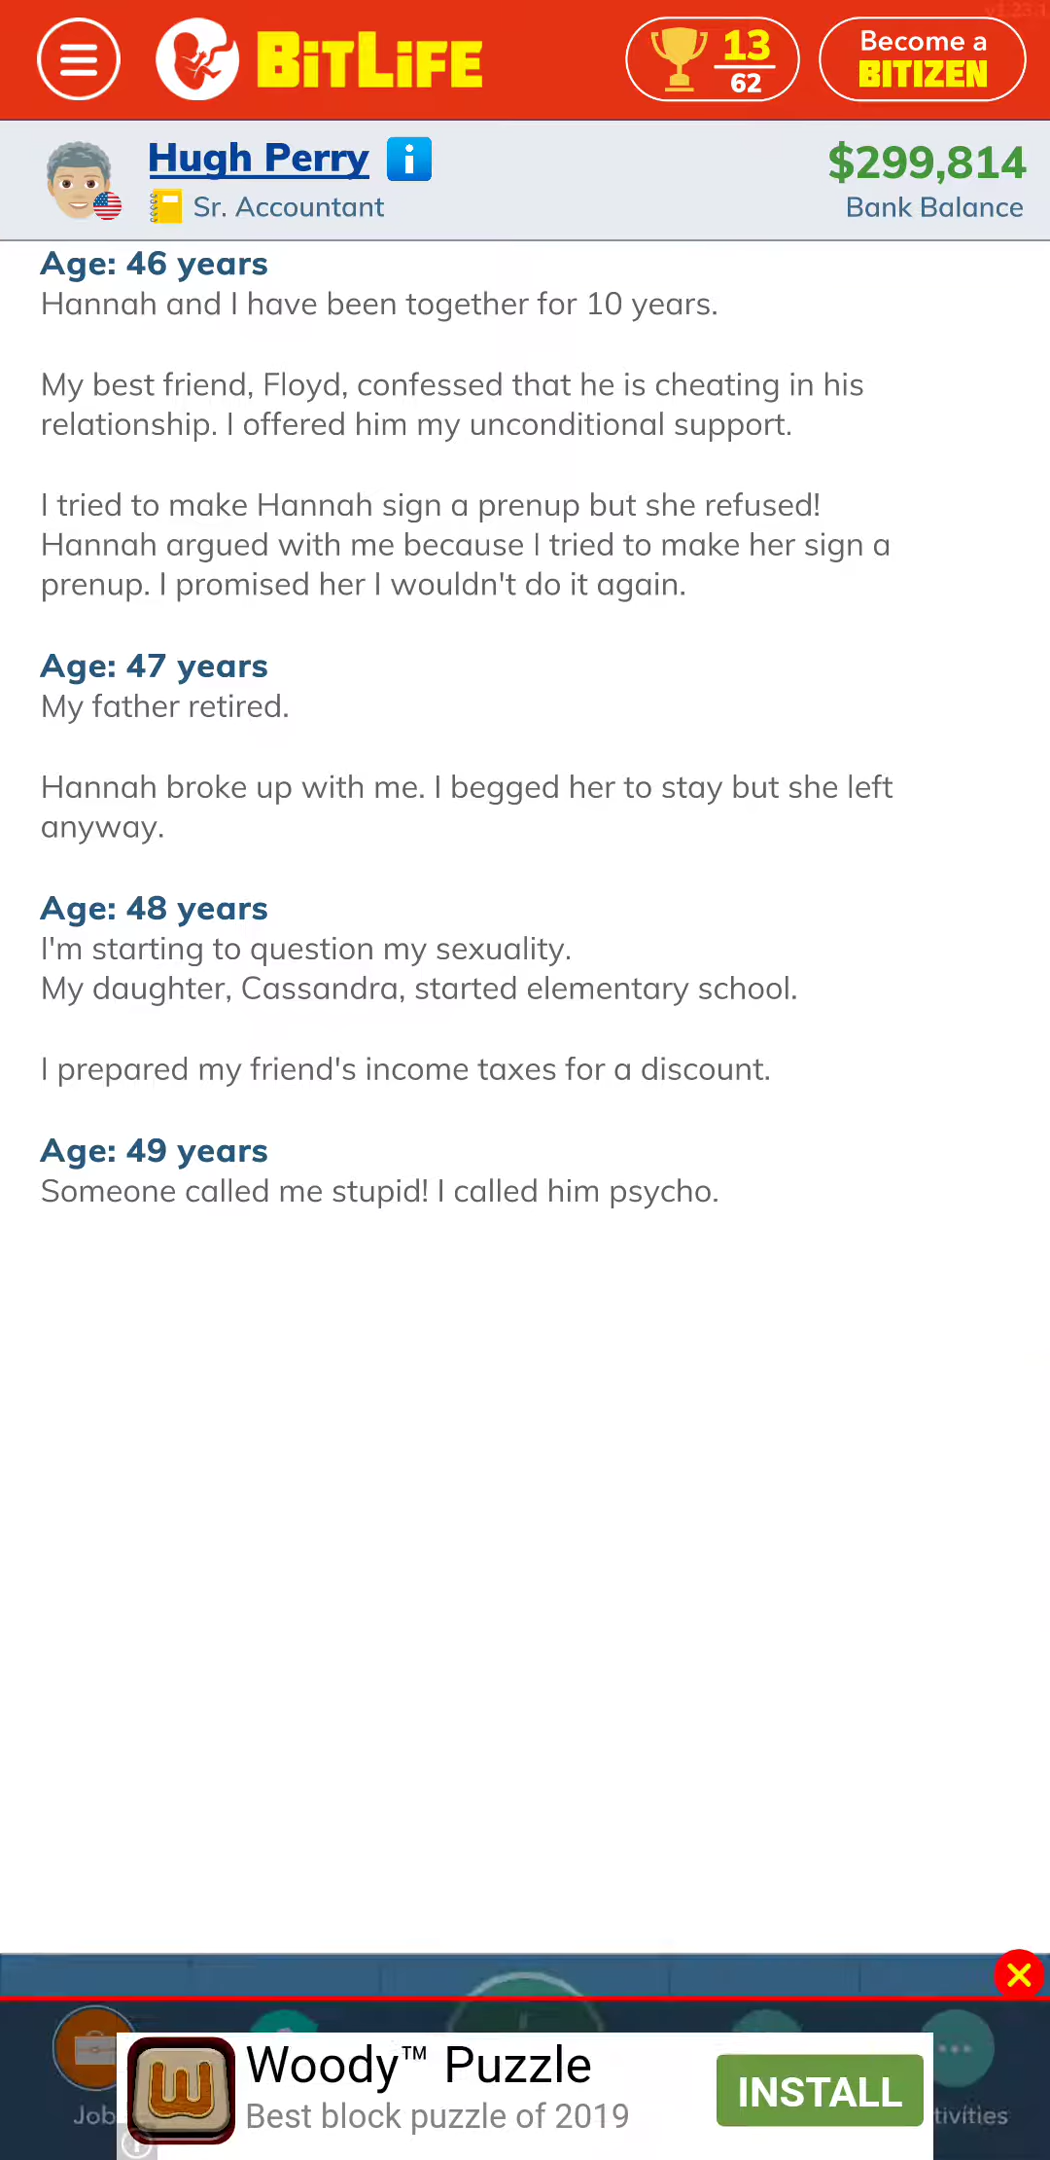 v1.23.1
BiTLiFE
13
62
Become a
BITIZEN
Hugh Perry
$299,814
Sr. Accountant
Bank Balance
Age: 46 years
Hannah and I have been together for 10 years.
My best friend, Floyd, confessed that he is cheating in his
relationship. I offered him my unconditional support.
I tried to make Hannah sign a prenup but she refused!
Hannah argued with me because I tried to make her sign a
prenup. I promised her I wouldn't do it again.
Age: 47 years
My father retired.
Hannah broke up with me. I begged her to stay but she left
anyway.
Age: 48 years
I'm starting to question my sexuality.
My daughter, Cassandra, started elementary school.
I prepared my friend's income taxes for a discount.
Age: 49 years
Someone called me stupid! I called him psycho.
Job
Woody™ Puzzle
Best block puzzle of 2019
INSTALL
tivities